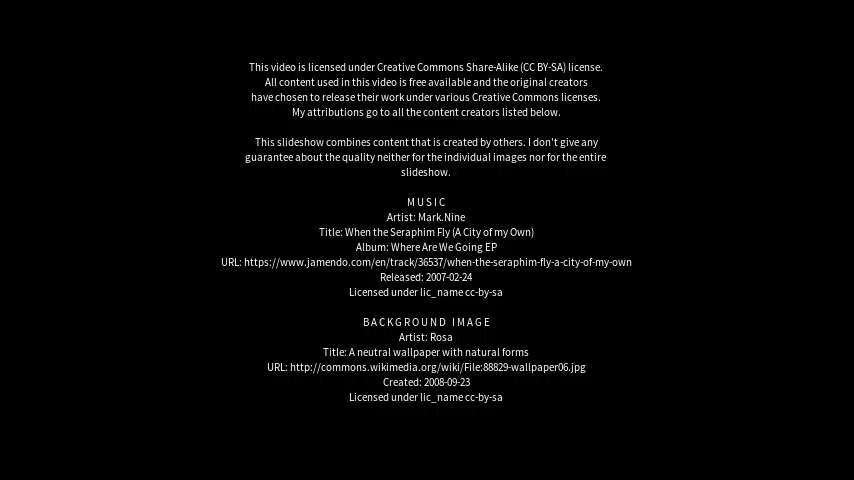 This video is licensed under Creative Commons Share-Alike (CC BY-SA) license.
All content used in this video is free available and the original creators
have chosen to release their work under various Creative Commons licenses.
My attributions go to all the content creators listed below.
This slideshow combines content that is created by others. I don't give any
guarantee about the quality neither for the individual images nor for the entire
slideshow.
MUSIC
Artist: Mark.Nine
Title: When the Seraphim Fly (A City of my Own)
Album: Where Are We Going EP
URL: https://www.jamendo.com/en/track/36537/when-the-seraphim-fly-a-city-of-my-own
Released: 2007-02-24
Licensed under lic_name cc-by-sa
BACKGROUND IMAGE
Artist: Rosa
Title: A neutral wallpaper with natural forms
URL: http://commons.wikimedia.org/wiki/File:88829-wallpaper06.jpg
Created: 2008-09-23
Licensed under lic_name cc-by-sa